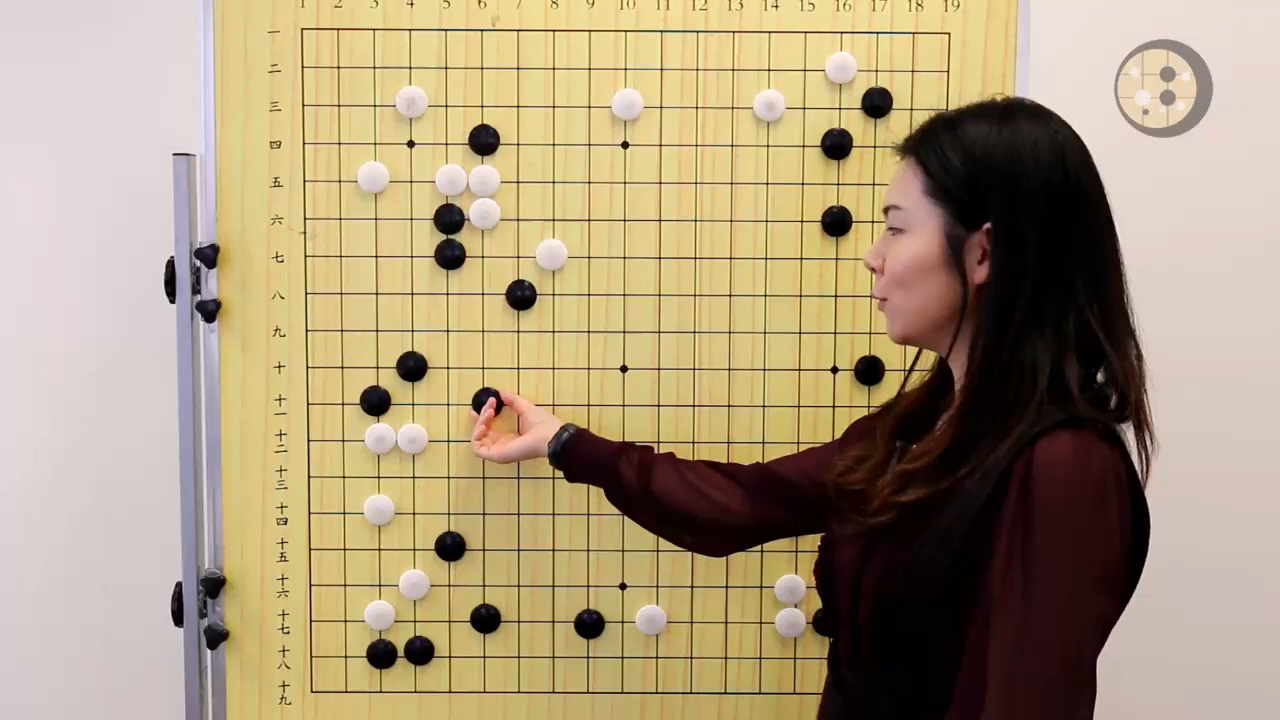 1 2 3 4 5 6 7 8 9 10 11 12 13 14 15 16 17 18 19
一
二
三
四
五
六
七
八
九
十
十一
十二
十三
十四
十五
十六
十七
十八
十九